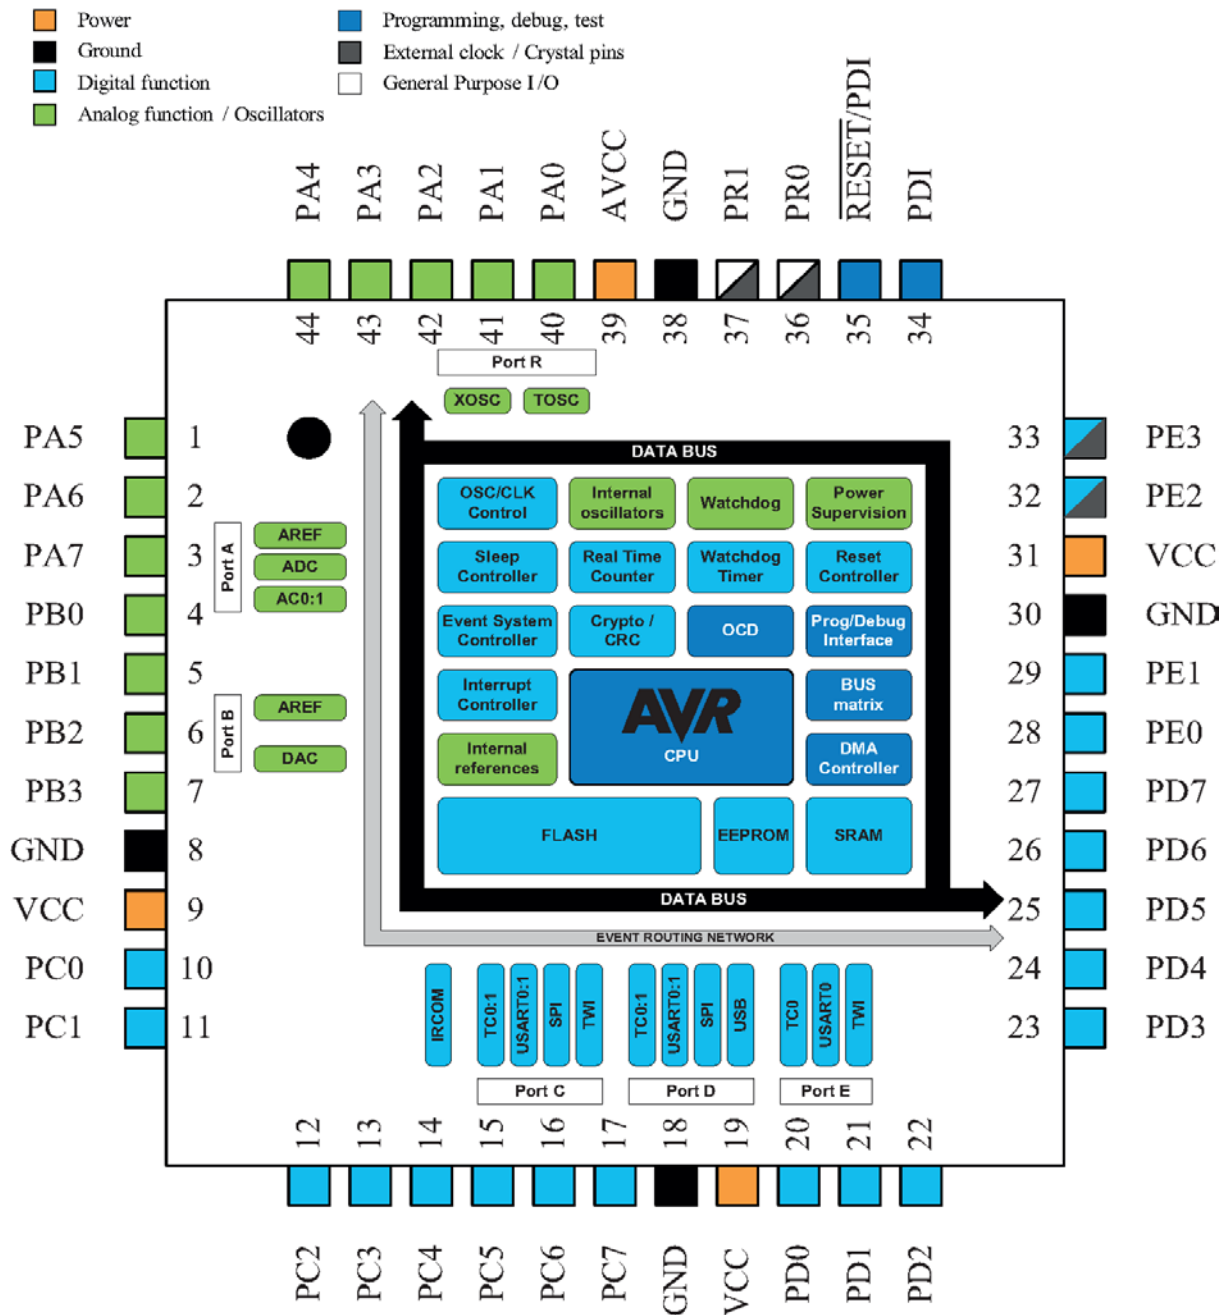 Power
Ground
Digital function
Analog function / Oscillators
Programming, debug, test
External clock / Crystal pins
General Purpose I/O
PA4
PA3
PA2
PA1
PA0
AVCC
GND
PR1
PR0
RESET/PDI
PDI
44
43
42
41
40
39
38
37
36
35
34
Port R
XOSC
TOSC
PA5
1
PA6
2
PA7
3
PB0
4
PB1
5
PB2
6
PB3
7
GND
8
VCC
9
PC0
10
PC1
11
Port A
AREF
ADC
AC0:1
Port B
AREF
DAC
DATA BUS
OSC/CLK
Control
Internal
oscillators
Watchdog
Power
Supervision
Sleep
Controller
Real Time
Counter
Watchdog
Timer
Reset
Controller
Event System
Controller
Crypto /
CRC
OCD
Prog/Debug
Interface
Interrupt
Controller
AVR
CPU
BUS
matrix
Internal
references
DMA
Controller
FLASH
EEPROM
SRAM
DATA BUS
EVENT ROUTING NETWORK
33
PE3
32
PE2
31
VCC
30
GND
29
PE1
28
PE0
27
PD7
26
PD6
25
PD5
24
PD4
23
PD3
IRCOM
TC0:1
USART0:1
SPI
TWI
TC0:1
USART0:1
SPI
USB
TC0
USART0
TWI
Port C
Port D
Port E
12
13
14
15
16
17
18
19
20
21
22
PC2
PC3
PC4
PC5
PC6
PC7
GND
VCC
PD0
PD1
PD2